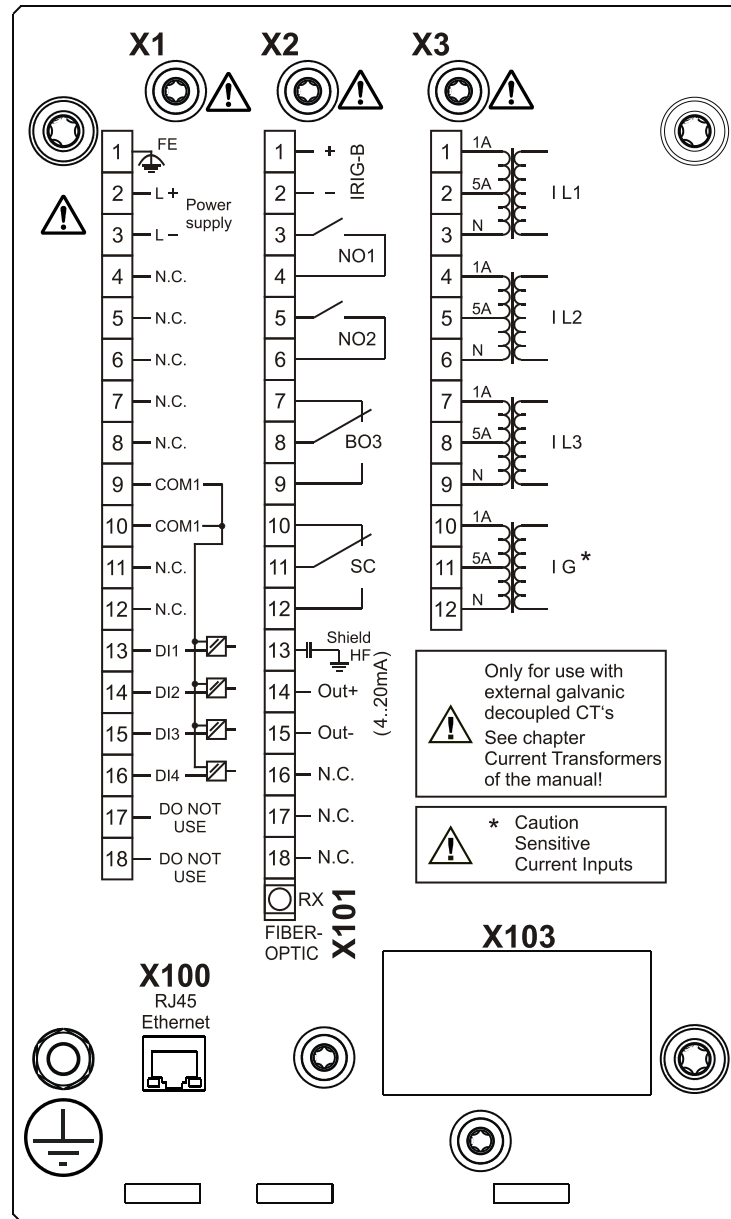 X1 X2 X3
1 FE
2 L+
Power
supply
3 L−
4 N.C.
5 N.C.
6 N.C.
7 N.C.
8 N.C.
9 COM1
10 COM1
11 N.C.
12 N.C.
13 DI1
14 DI2
15 DI3
16 DI4
17 DO NOT
USE
18 DO NOT
USE
1 +
2 −
IRIG-B
3
NO1
4
5
NO2
6
7
8 BO3
9
10
11 SC
12
13 Shield
HF
14 Out+
15 Out-
(4..20mA)
16 N.C.
17 N.C.
18 N.C.
RX
FIBER-
OPTIC
X101
1 1A
2 5A I L1
3 N
4 1A
5 5A I L2
6 N
7 1A
8 5A I L3
9 N
10 1A
11 5A I G *
12 N
Only for use with
external galvanic
decoupled CT‘s
See chapter
Current Transformers
of the manual!
* Caution
Sensitive
Current Inputs
X103
X100
RJ45
Ethernet